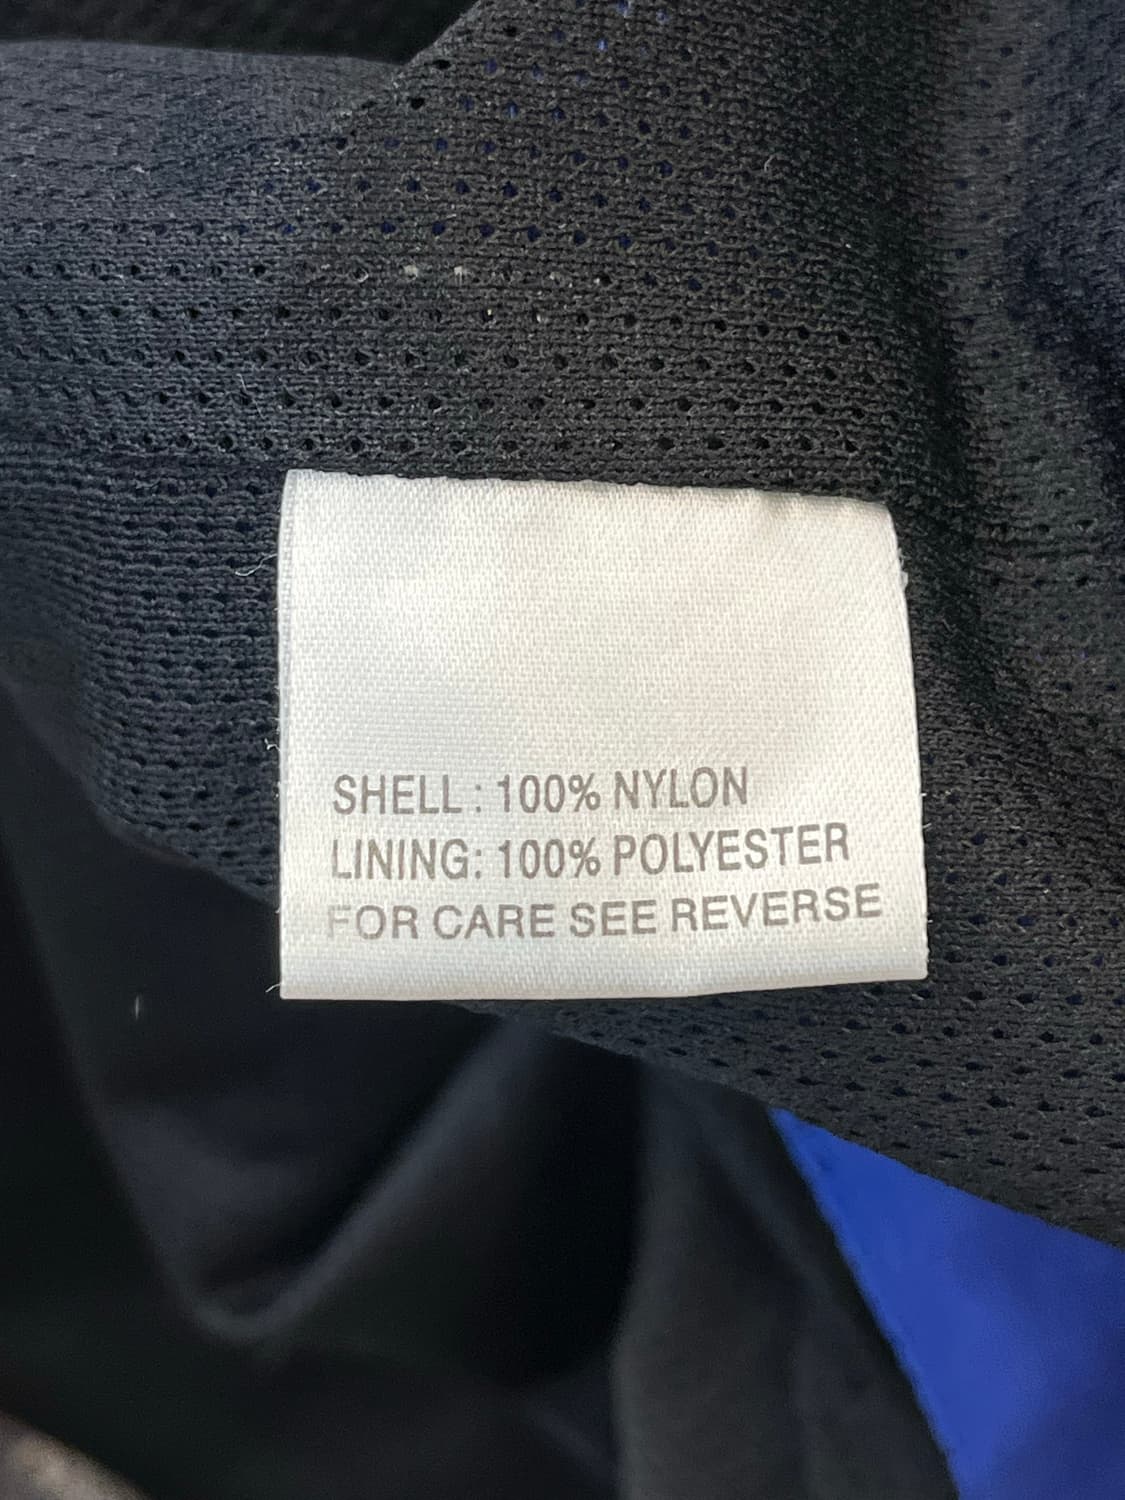 SHELL : 100% NYLON
LINING: 100% POLYESTER
FOR CARE SEE REVERSE